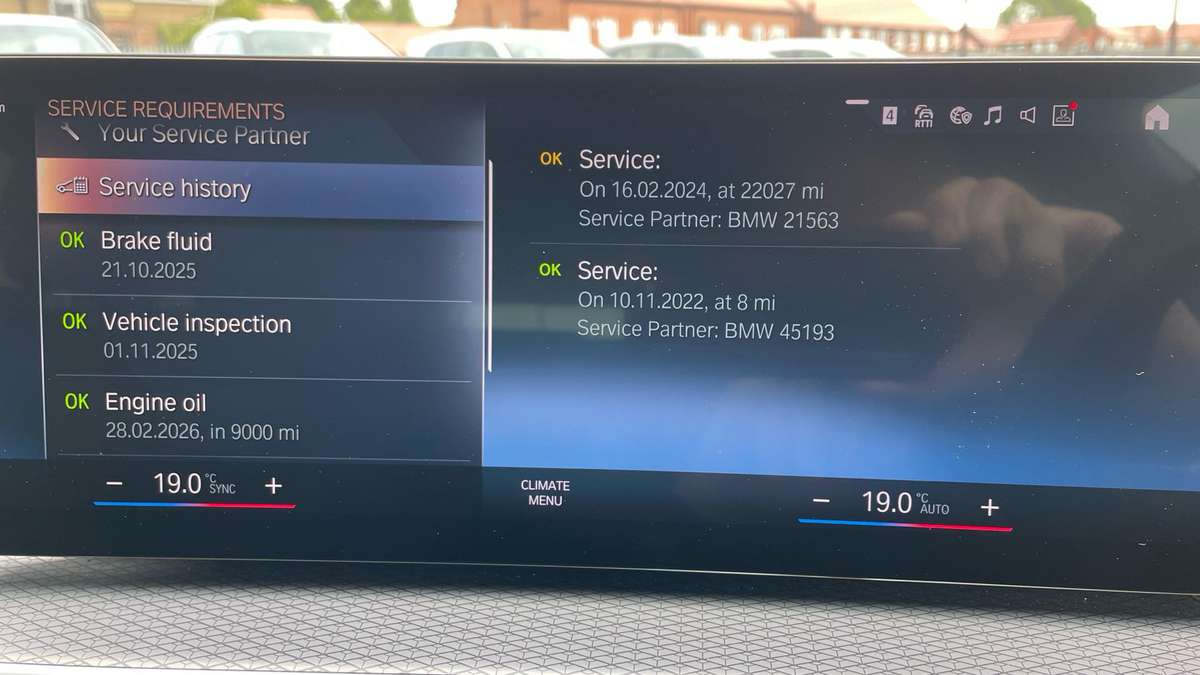 SERVICE REQUIREMENTS
Your Service Partner
Service history
OK Brake fluid
21.10.2025
OK Vehicle inspection
01.11.2025
OK Engine oil
28.02.2026, in 9000 mi
4
RTTI
OK Service:
On 16.02.2024, at 22027 mi
Service Partner: BMW 21563
OK Service:
On 10.11.2022, at 8 mi
Service Partner: BMW 45193
− 19.0 °C SYNC +
CLIMATE
MENU
− 19.0 °C AUTO +